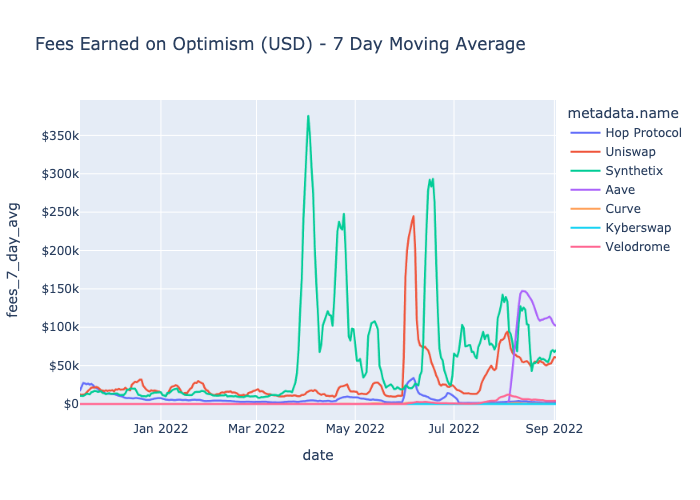 Fees Earned on Optimism (USD) - 7 Day Moving Average
metadata.name
Hop Protocol
Uniswap
Synthetix
Aave
Curve
Kyberswap
Velodrome
fees_7_day_avg
$350k
$300k
$250k
$200k
$150k
$100k
$50k
$0
Jan 2022
Mar 2022
May 2022
Jul 2022
Sep 2022
date